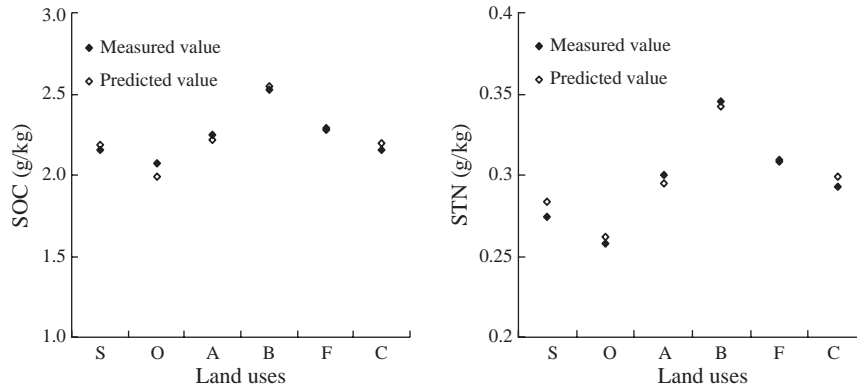 3.0
2.5
2.0
1.5
1.0
SOC (g/kg)
Measured value
Predicted value
S O A B F C
Land uses
0.4
0.35
0.3
0.25
0.2
STN (g/kg)
Measured value
Predicted value
S O A B F C
Land uses